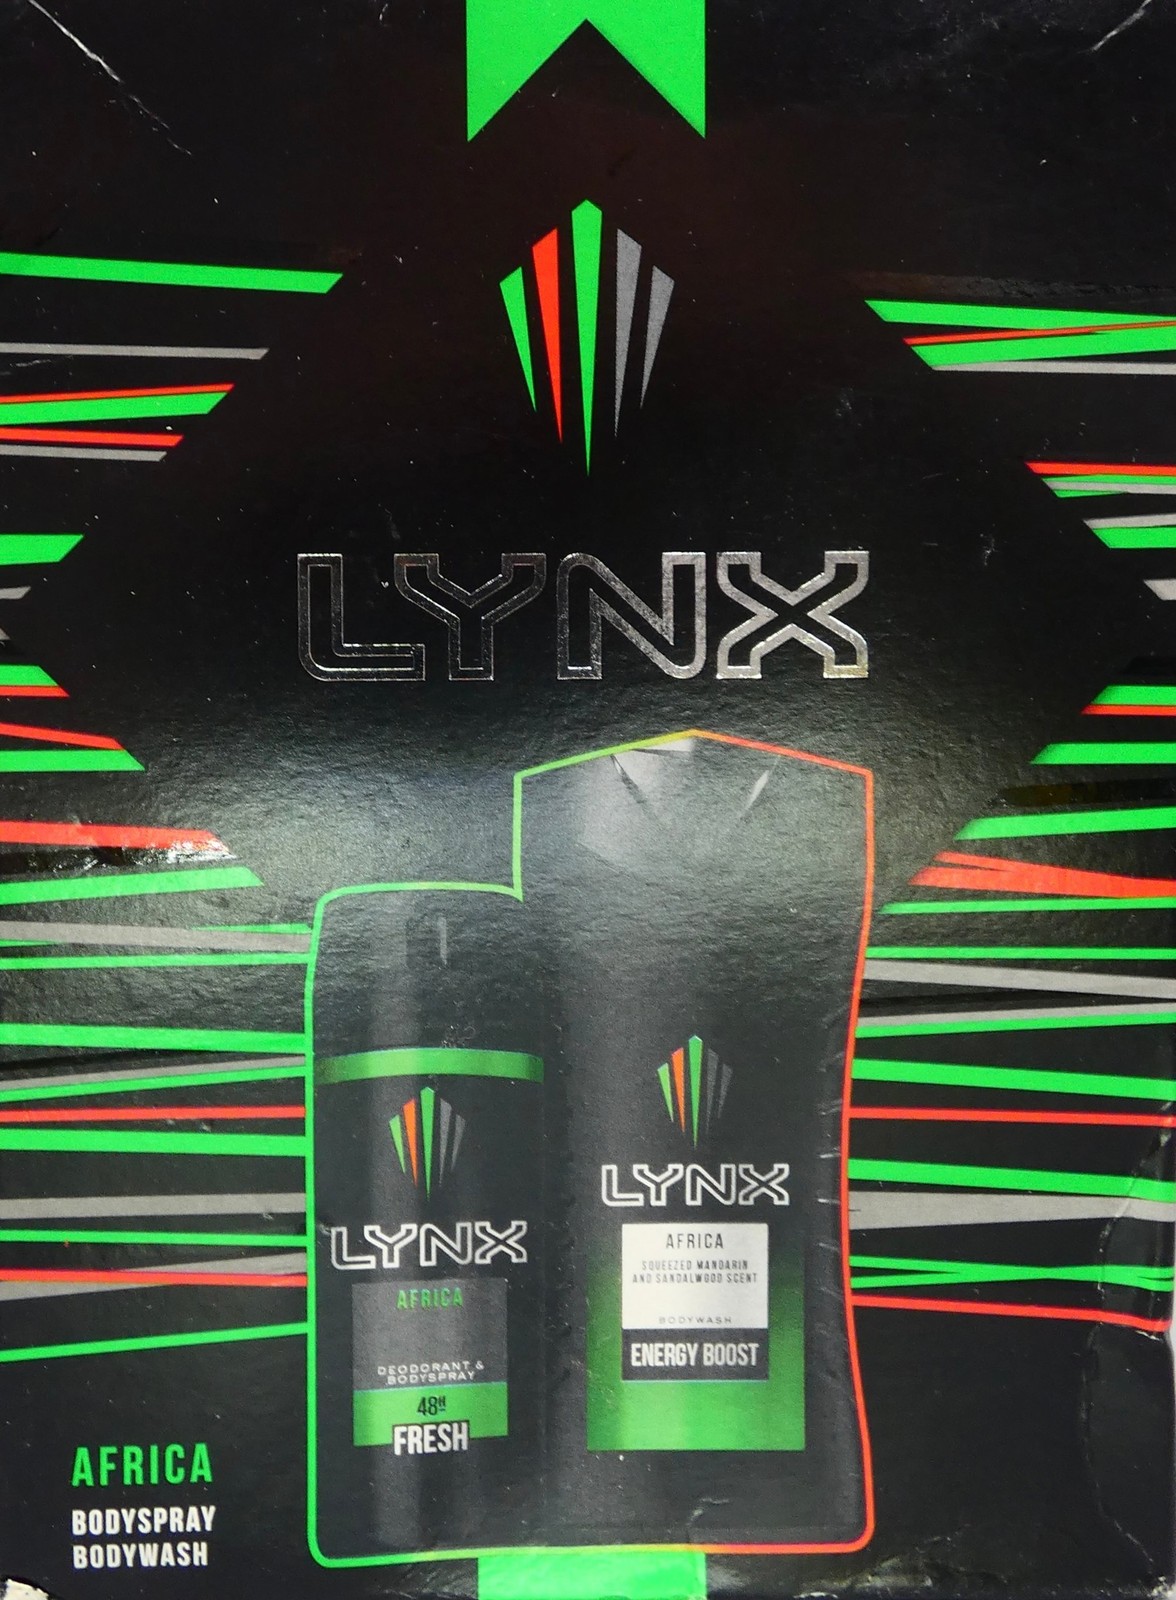 LYNX
LYNX
AFRICA
DEODORANT &
BODYSPRAY
48H
FRESH
LYNX
AFRICA
SQUEEZED MANDARIN
AND SANDALWOOD SCENT
BODYWASH
ENERGY BOOST
AFRICA
BODYSPRAY
BODYWASH